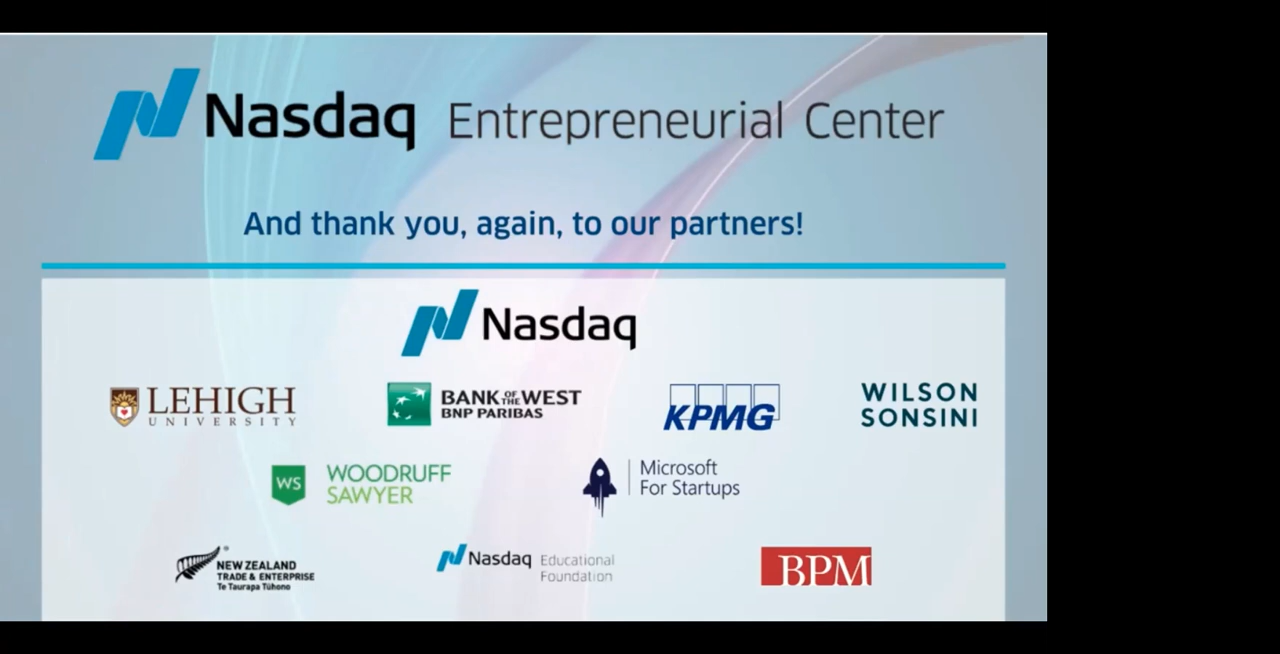 Nasdaq Entrepreneurial Center
And thank you, again, to our partners!
Nasdaq
LEHIGH
UNIVERSITY
BANK OF THE WEST
BNP PARIBAS
KPMG
WILSON
SONSINI
WS
WOODRUFF
SAWYER
Microsoft
For Startups
NEW ZEALAND
TRADE & ENTERPRISE
Te Taurapa Tūhono
Nasdaq Educational
Foundation
BPM